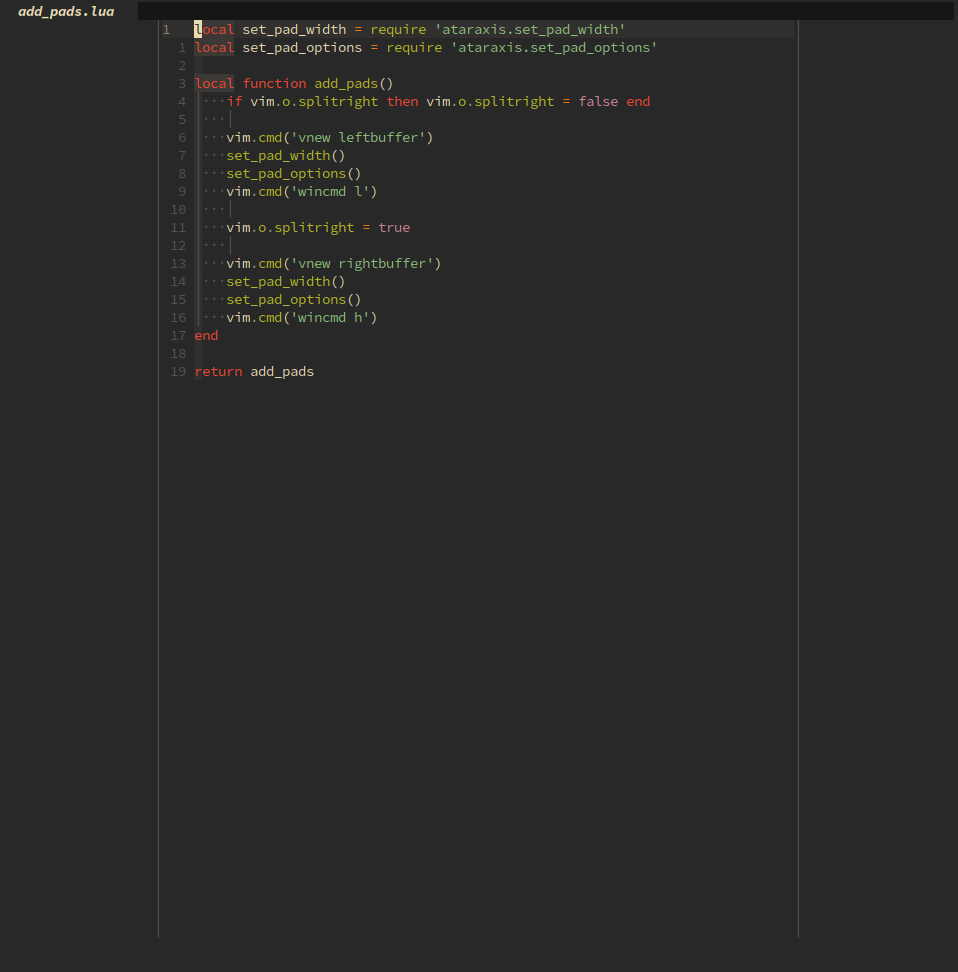 add_pads.lua
1 local set_pad_width = require 'ataraxis.set_pad_width'
1 local set_pad_options = require 'ataraxis.set_pad_options'
2
3 local function add_pads()
4 ···if vim.o.splitright then vim.o.splitright = false end
5 ···
6 ···vim.cmd('vnew leftbuffer')
7 ···set_pad_width()
8 ···set_pad_options()
9 ···vim.cmd('wincmd l')
10 ···
11 ···vim.o.splitright = true
12 ···
13 ···vim.cmd('vnew rightbuffer')
14 ···set_pad_width()
15 ···set_pad_options()
16 ···vim.cmd('wincmd h')
17 end
18
19 return add_pads